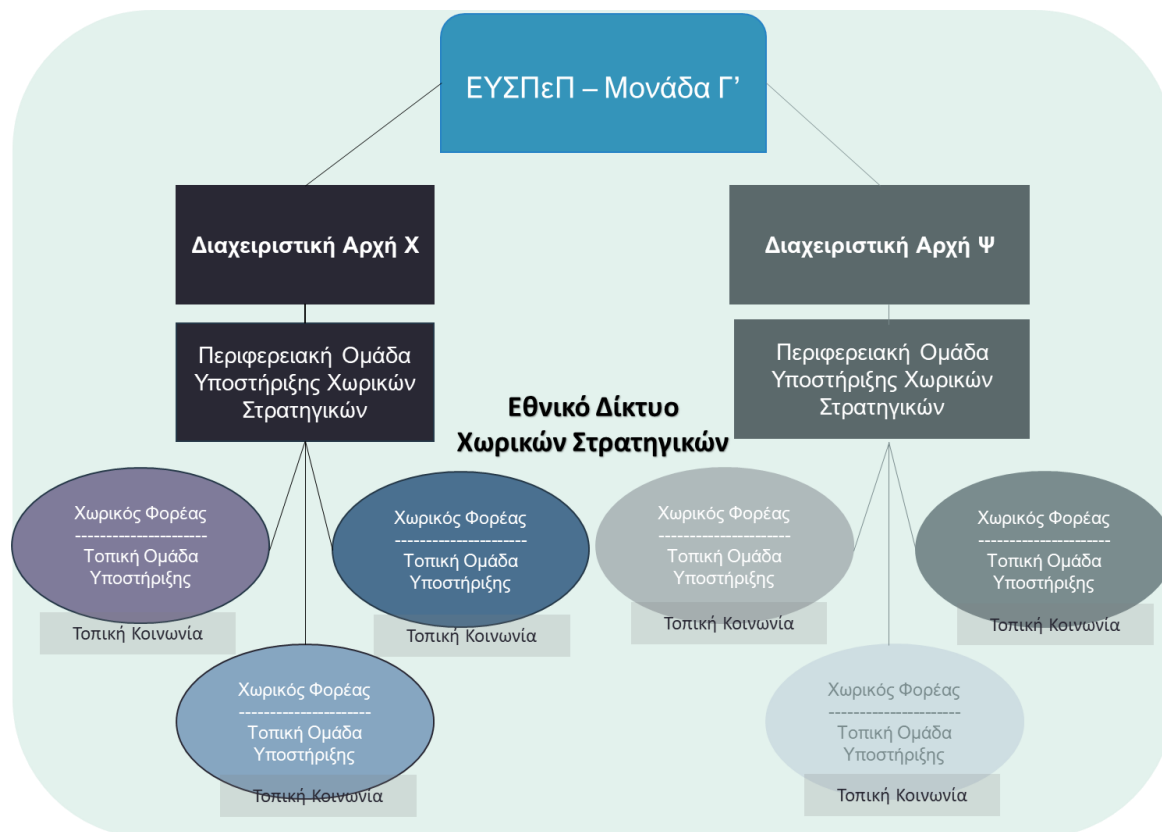 ΕΥΣΠεΠ – Μονάδα Γ’
Διαχειριστική Αρχή Χ
Διαχειριστική Αρχή Ψ
Περιφερειακή Ομάδα
Υποστήριξης Χωρικών
Στρατηγικών
Περιφερειακή Ομάδα
Υποστήριξης Χωρικών
Στρατηγικών
Εθνικό Δίκτυο
Χωρικών Στρατηγικών
Χωρικός Φορέας
----------------------
Τοπική Ομάδα
Υποστήριξης
Τοπική Κοινωνία
Χωρικός Φορέας
----------------------
Τοπική Ομάδα
Υποστήριξης
Τοπική Κοινωνία
Χωρικός Φορέας
----------------------
Τοπική Ομάδα
Υποστήριξης
Τοπική Κοινωνία
Χωρικός Φορέας
----------------------
Τοπική Ομάδα
Υποστήριξης
Τοπική Κοινωνία
Χωρικός Φορέας
----------------------
Τοπική Ομάδα
Υποστήριξης
Τοπική Κοινωνία
Χωρικός Φορέας
----------------------
Τοπική Ομάδα
Υποστήριξης
Τοπική Κοινωνία